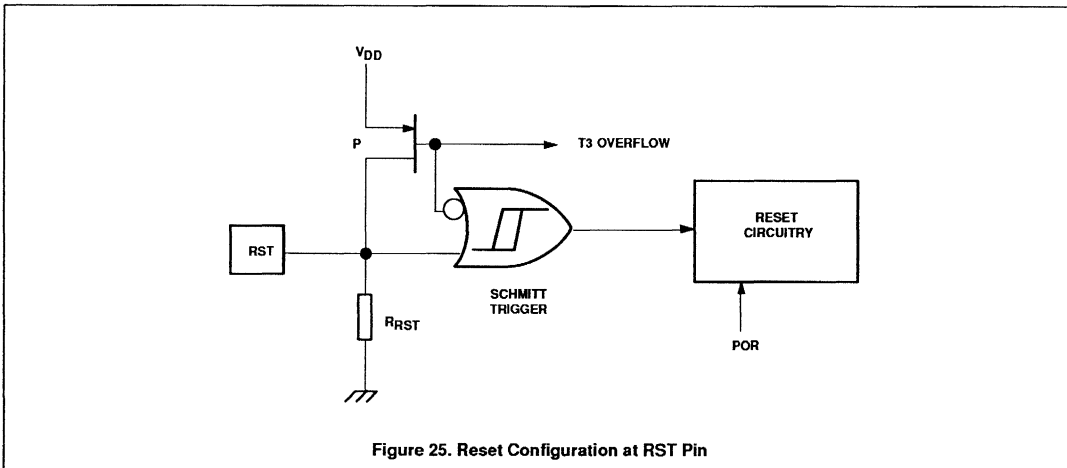 VDD
P
T3 OVERFLOW
RST
RRST
SCHMITT
TRIGGER
RESET
CIRCUITRY
POR
Figure 25. Reset Configuration at RST Pin